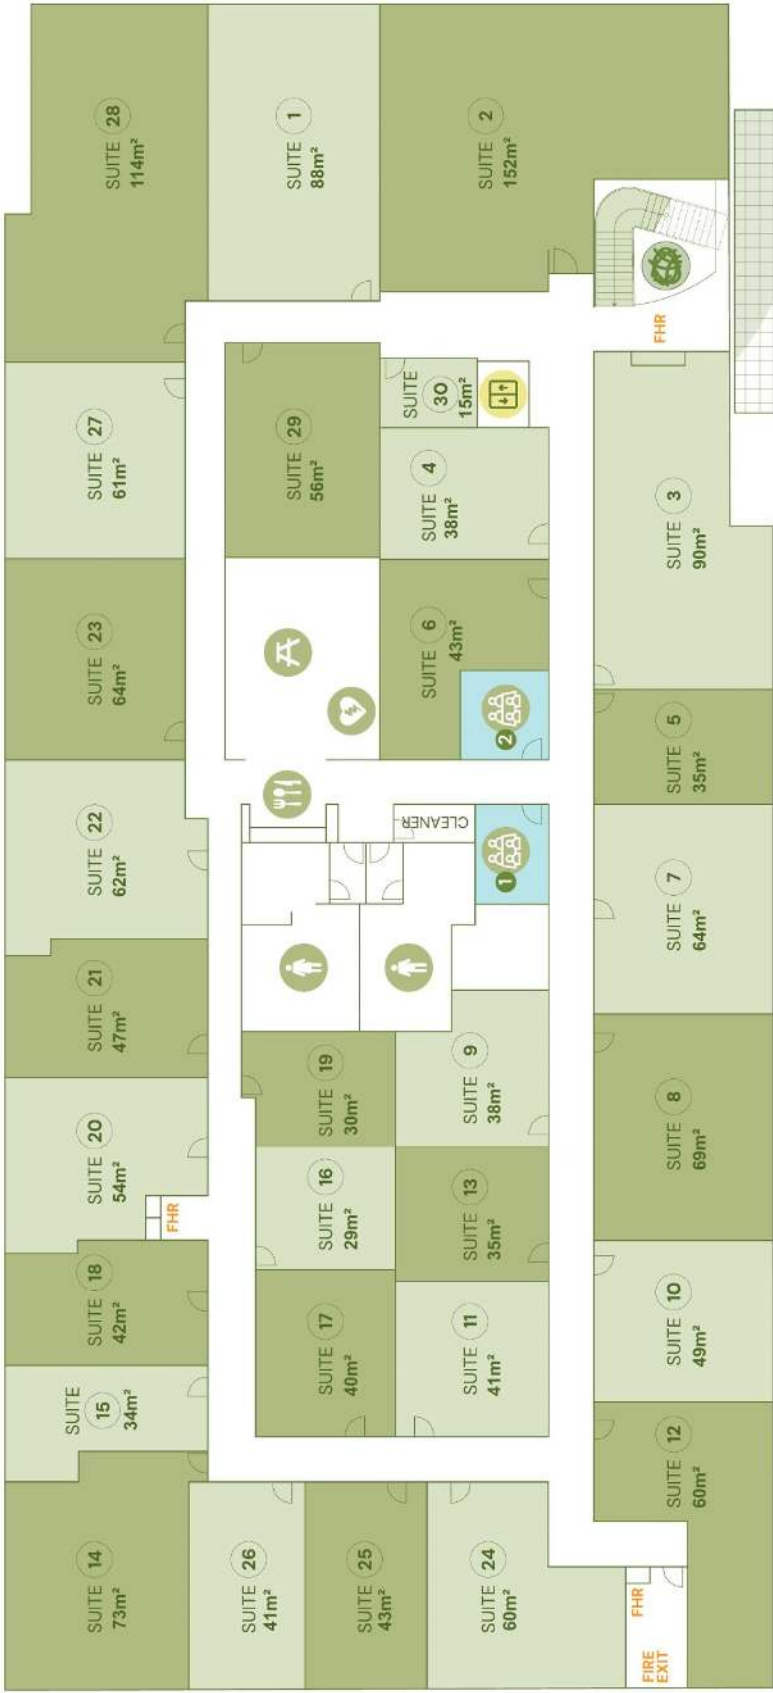 SUITE 14
73m²
SUITE
15
34m²
SUITE 18
42m²
SUITE 20
54m²
SUITE 21
47m²
SUITE 22
62m²
SUITE 23
64m²
SUITE 27
61m²
SUITE 28
114m²
FHR
SUITE 26
41m²
SUITE 17
40m²
SUITE 16
29m²
SUITE 19
30m²
SUITE 29
56m²
SUITE 1
88m²
SUITE 25
43m²
SUITE 24
60m²
SUITE 11
41m²
SUITE 13
35m²
SUITE 9
38m²
CLEANER
1
2
SUITE 6
43m²
SUITE 4
38m²
SUITE
30
15m²
SUITE 2
152m²
FIRE
EXIT
FHR
SUITE 12
60m²
SUITE 10
49m²
SUITE 8
69m²
SUITE 7
64m²
SUITE 5
35m²
SUITE 3
90m²
FHR